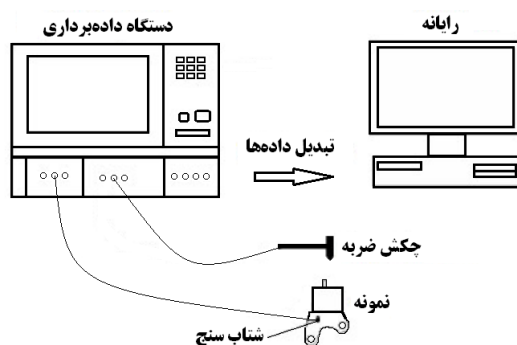 رایانه
دستگاه داده‌برداری
تبدیل داده‌ها
چکش ضربه
نمونه
شتاب سنج